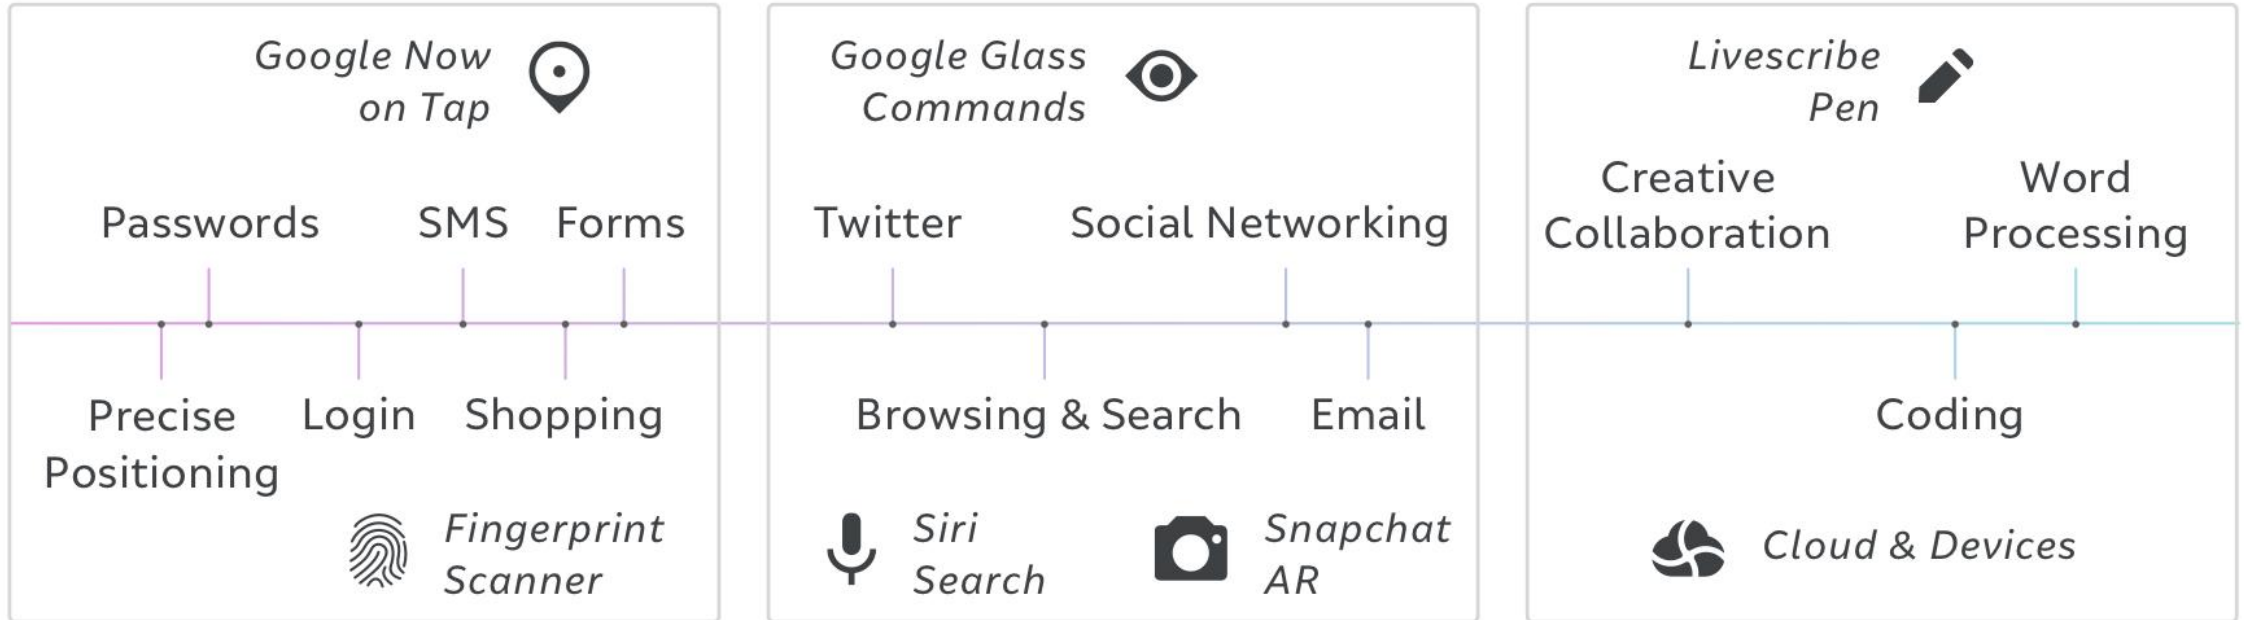 Google Now
on Tap
Passwords
SMS
Forms
Precise
Positioning
Login
Shopping
Fingerprint
Scanner
Google Glass
Commands
Twitter
Social Networking
Browsing & Search
Email
Siri
Search
Snapchat
AR
Livescribe
Pen
Creative
Collaboration
Word
Processing
Coding
Cloud & Devices